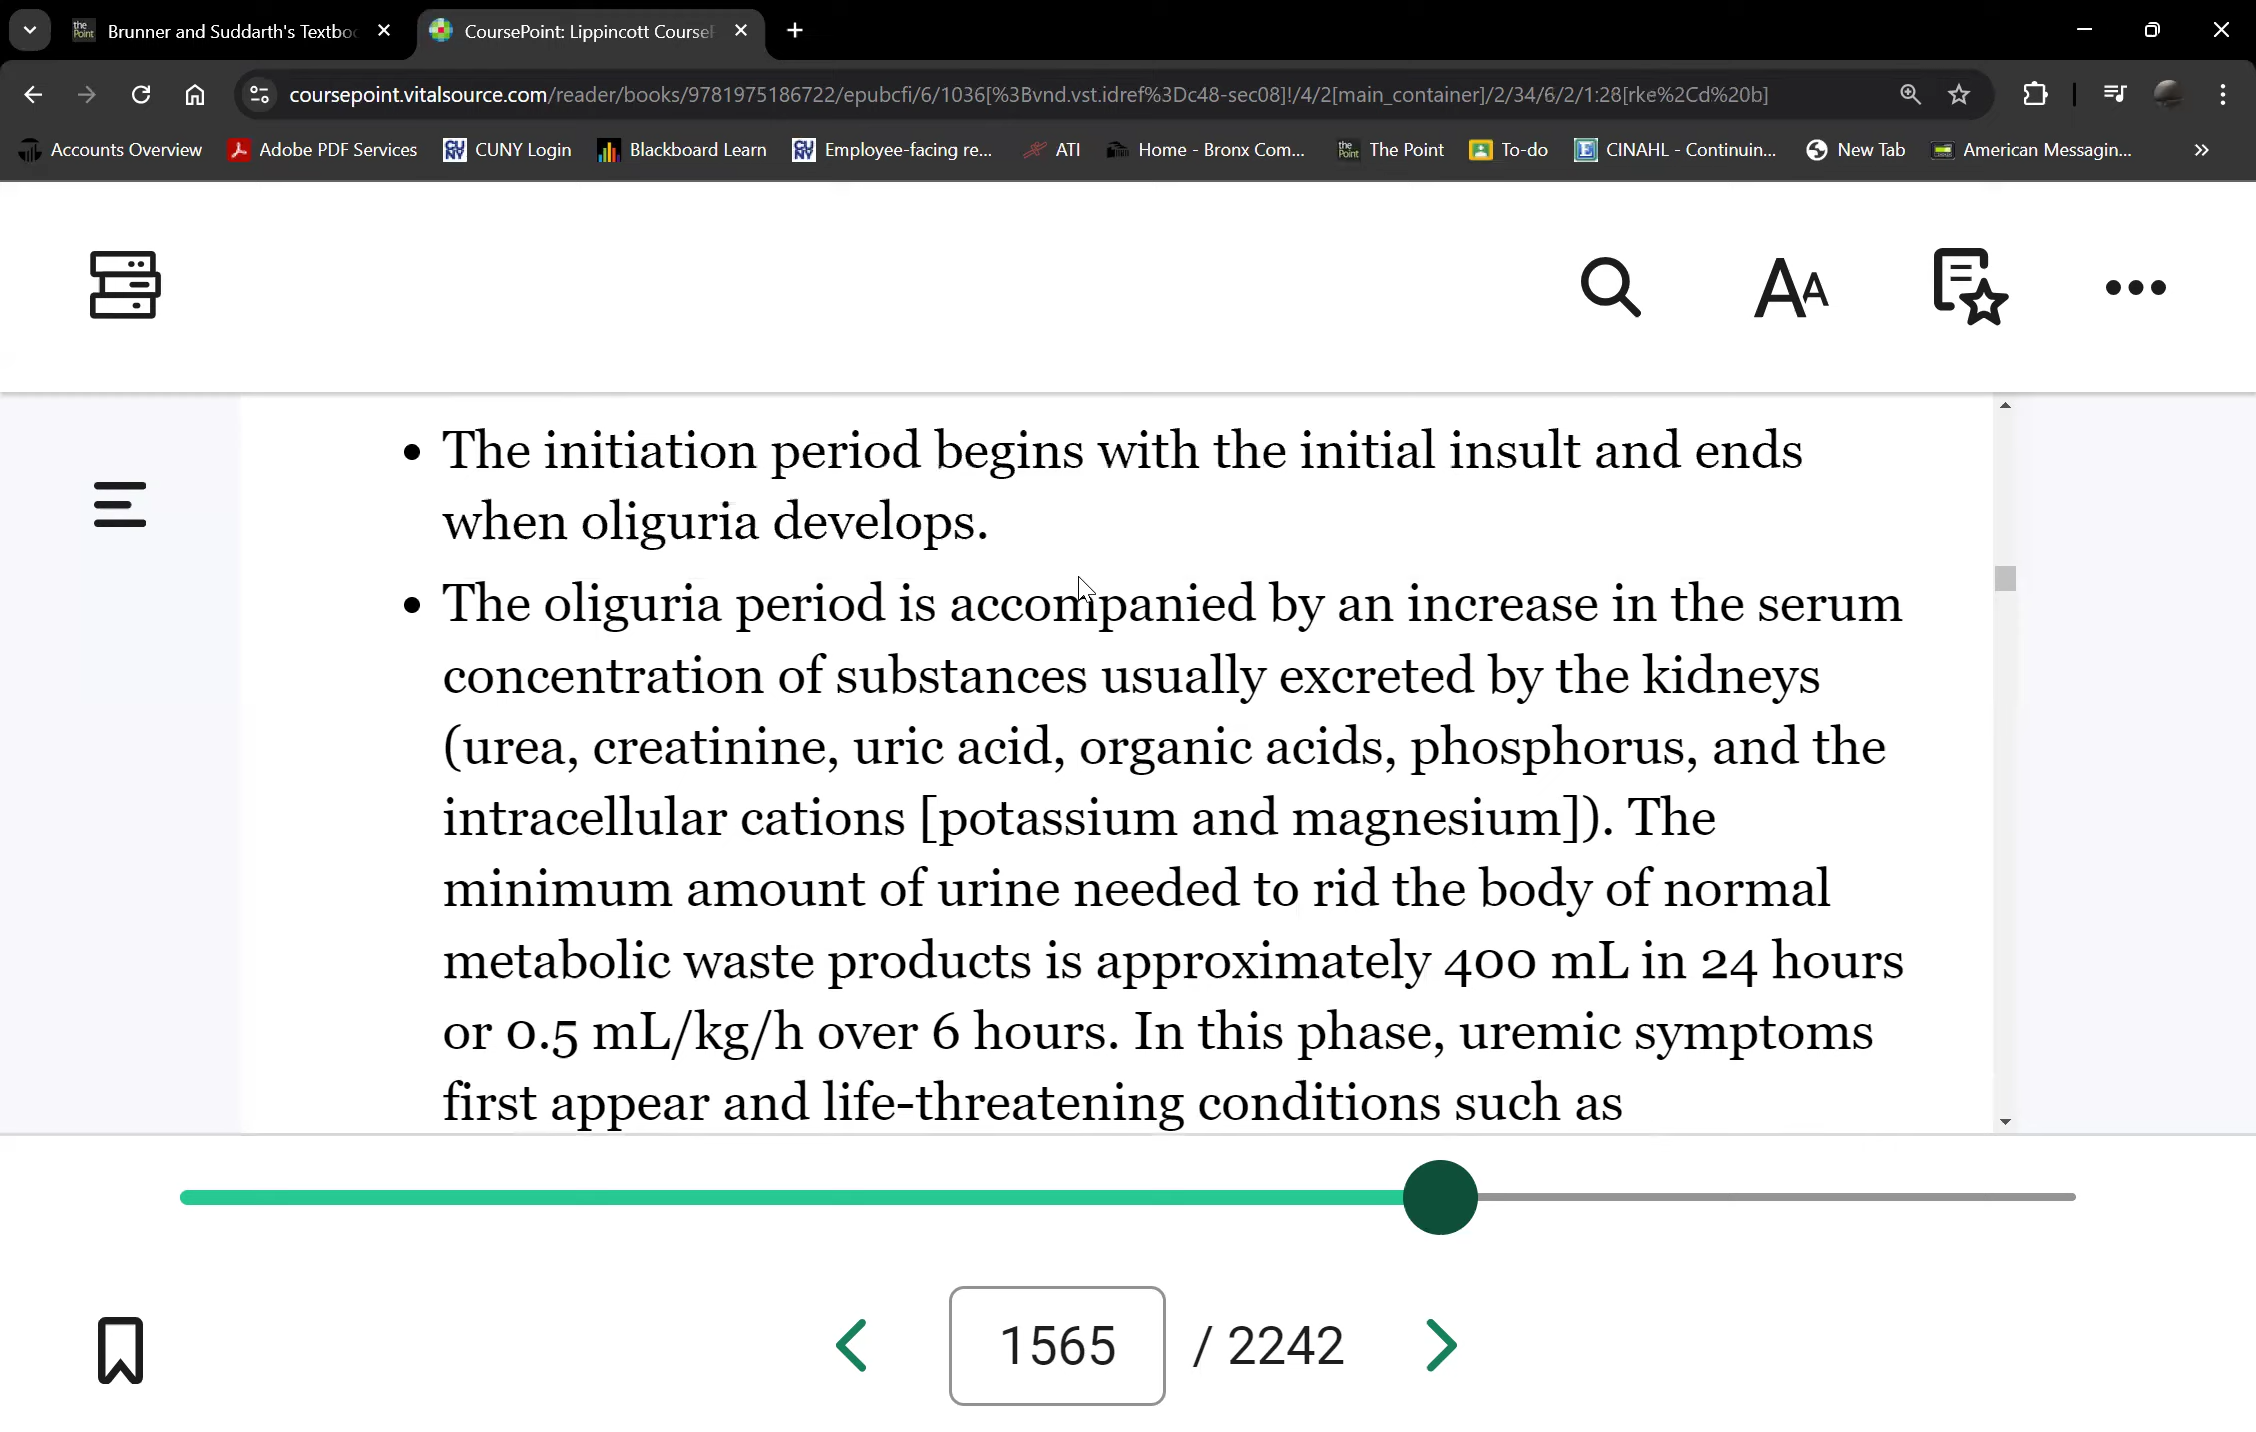 the Point
Brunner and Suddarth's Textbo
CoursePoint: Lippincott Course
coursepoint.vitalsource.com/reader/books/9781975186722/epubcfi/6/1036[%3Bvnd.vst.idref%3Dc48-sec08]!/4/2[main_container]/2/34/6/2/1:28[rke%2Cd%20b]
Accounts Overview
Adobe PDF Services
CUNY CUNY Login
Blackboard Learn
CUNY Employee-facing re...
ATI
Home - Bronx Com...
the Point The Point
To-do
E CINAHL - Continuin...
New Tab
American Messagin...
AA
• The initiation period begins with the initial insult and ends
when oliguria develops.
• The oliguria period is accompanied by an increase in the serum
concentration of substances usually excreted by the kidneys
(urea, creatinine, uric acid, organic acids, phosphorus, and the
intracellular cations [potassium and magnesium]). The
minimum amount of urine needed to rid the body of normal
metabolic waste products is approximately 400 mL in 24 hours
or 0.5 mL/kg/h over 6 hours. In this phase, uremic symptoms
first appear and life-threatening conditions such as
1565 / 2242